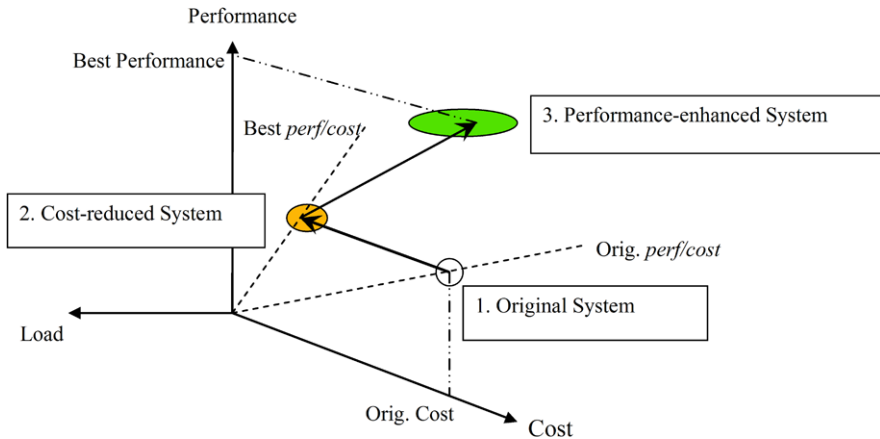 Performance
Best Performance
3. Performance-enhanced System
Best perf/cost
2. Cost-reduced System
Orig. perf/cost
1. Original System
Load
Orig. Cost
Cost